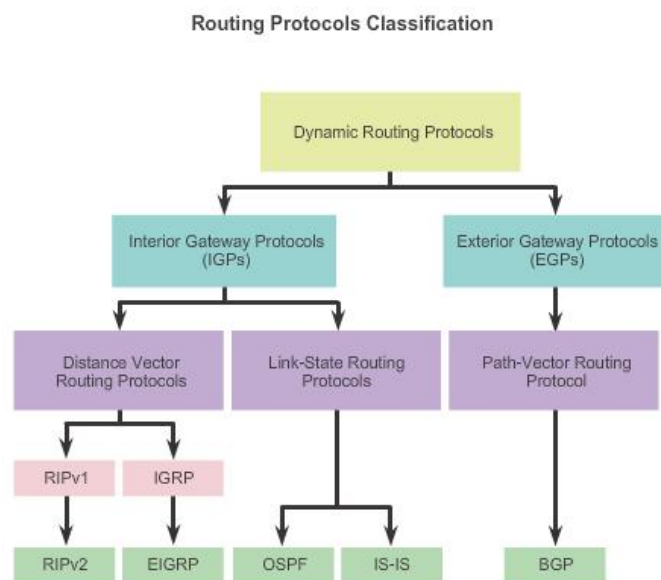 Routing Protocols Classification
Dynamic Routing Protocols
Interior Gateway Protocols
(IGPs)
Exterior Gateway Protocols
(EGPs)
Distance Vector
Routing Protocols
Link-State Routing
Protocols
Path-Vector Routing
Protocol
RIPv1
IGRP
RIPv2
EIGRP
OSPF
IS-IS
BGP